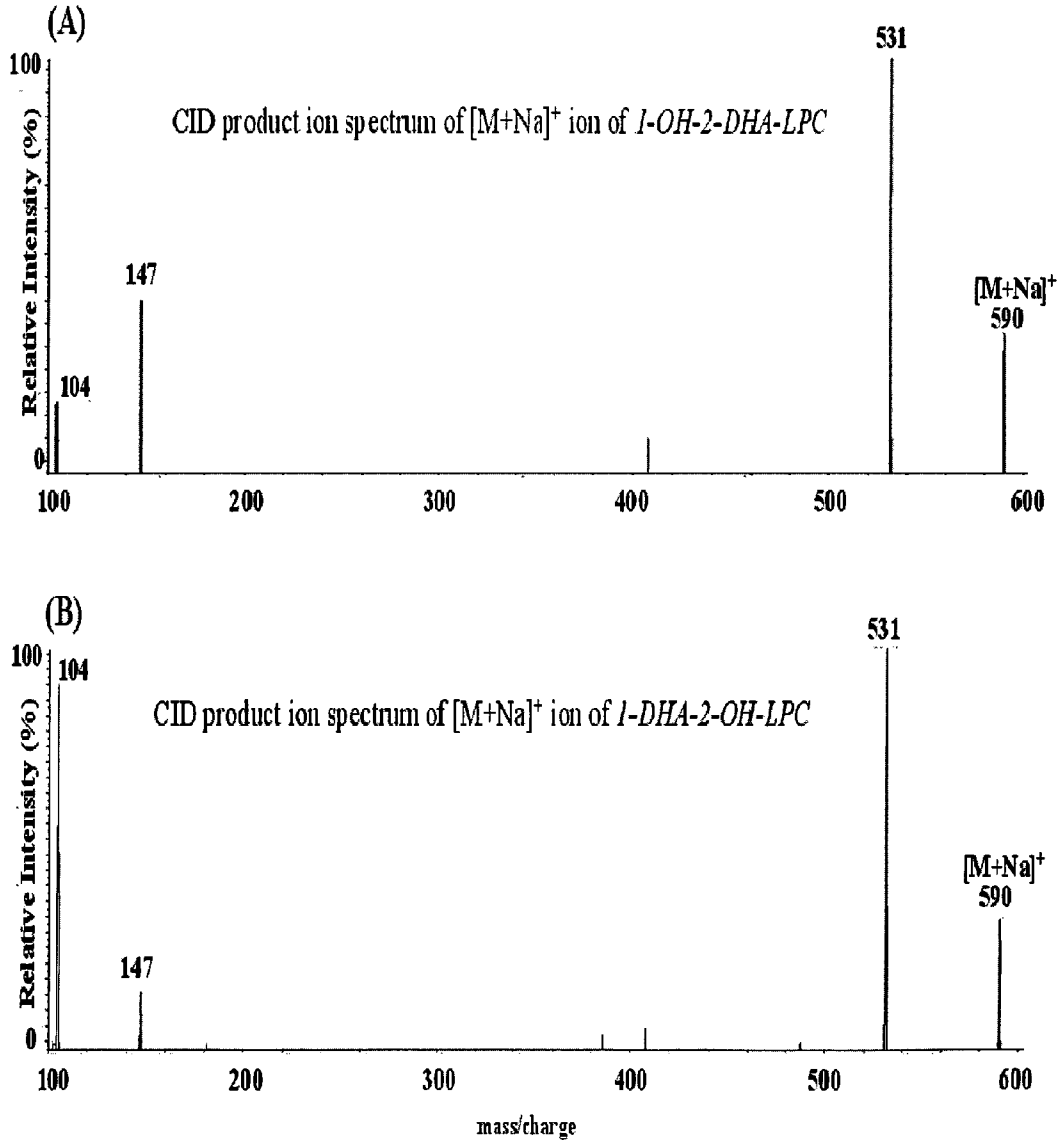 (A)
531
100
CID product ion spectrum of [M+Na]⁺ ion of 1-OH-2-DHA-LPC
Relative Intensity (%)
147
[M+Na]⁺
590
104
0
100 200 300 400 500 600
(B)
531
100
104
CID product ion spectrum of [M+Na]⁺ ion of 1-DHA-2-OH-LPC
Relative Intensity (%)
[M+Na]⁺
590
147
0
100 200 300 400 500 600
mass/charge